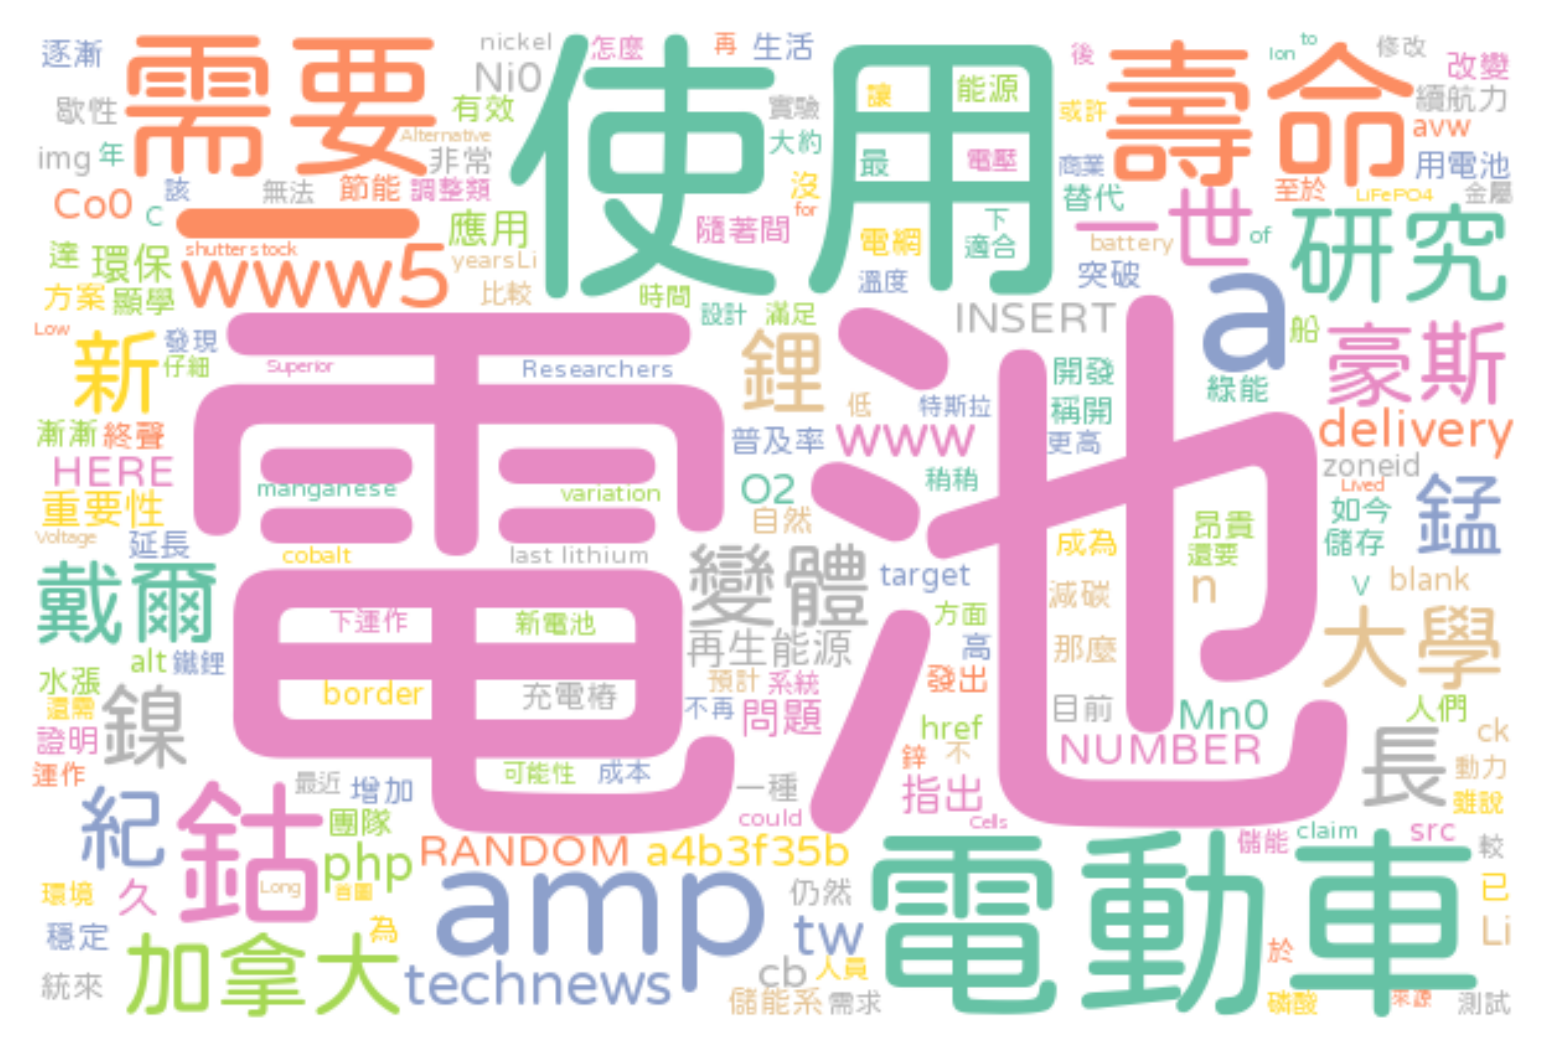 逐漸
需要
nickel
怎麼
再
生活
使用
後
壽命
Ion
to
修改
改變
歇性
Ni0
有效
實驗
讓
能源
或許
續航力
img
年
Alternative
非常
大約
最
電壓
商業
avw
用電池
Co0
C
該
無法
節能
調整類
沒
for
替代
至於
LiFePO4
金屬
一
shutterstock
應用
隨著間
電網
下
適合
一世
battery
of
研究
達
環保
www5
yearsLi
比較
溫度
突破
方案
顯學
時間
設計
滿足
INSERT
a
船
Low
新
發現
仔細
Superior
Researchers
鋰
低
特斯拉
開發
稱開
綠能
豪斯
漸漸
終聲
普及率
www
更高
delivery
HERE
manganese
variation
O2
稍稍
zoneid
Lived
重要性
自然
電池
昂貴
還要
如今
儲存
錳
Voltage
延長
cobalt
last lithium
成為
戴爾
變體
target
減碳
n
V
blank
下運作
新電池
再生能源
方面
高
那麼
大學
水漲
alt
鐵鋰
border
充電樁
預計
系統
發出
還需
鎳
不再
問題
href
目前
Mn0
人們
證明
鋅
不
NUMBER
長
ck
運作
最近
增加
可能性
成本
一種
指出
動力
雖說
紀
鈷
團隊
could
Cells
儲能
claim
src
較
php
RANDOM
a4b3f35b
電動車
環境
久
Long
首圖
amp
仍然
已
穩定
為
tw
於
Li
統來
加拿大
technews
cb
人員
儲能系
需求
磷酸
來源
測試